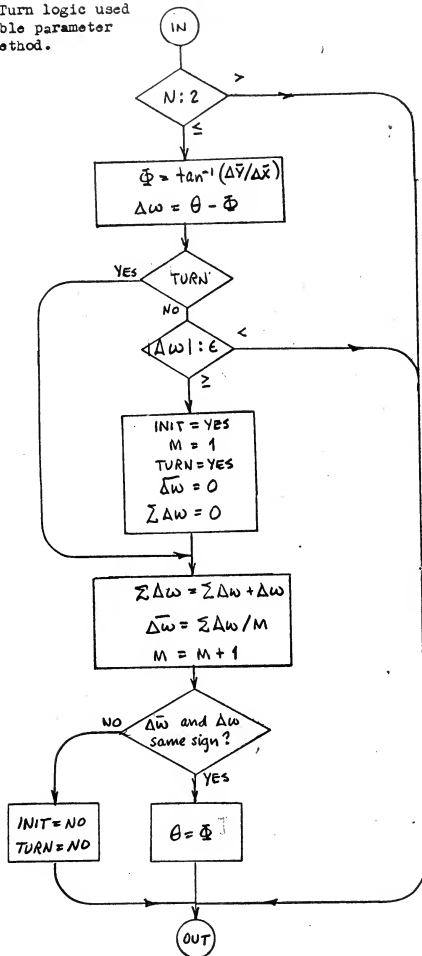 Turn logic used
ble parameter
ethod.
IN
N : 2
>
≤
Φ = tan⁻¹(ΔȲ/ΔX̄)
Δω = θ - Φ
YES
TURN
NO
|Δω| : ϵ
<
≥
INIT = YES
M = 1
TURN = YES
Δω̄ = 0
ΣΔω = 0
ΣΔω = ΣΔω + Δω
Δω̄ = ΣΔω/M
M = M + 1
NO
Δω̄ and Δω
same sign?
YES
INIT = NO
TURN = NO
θ = Φ
OUT